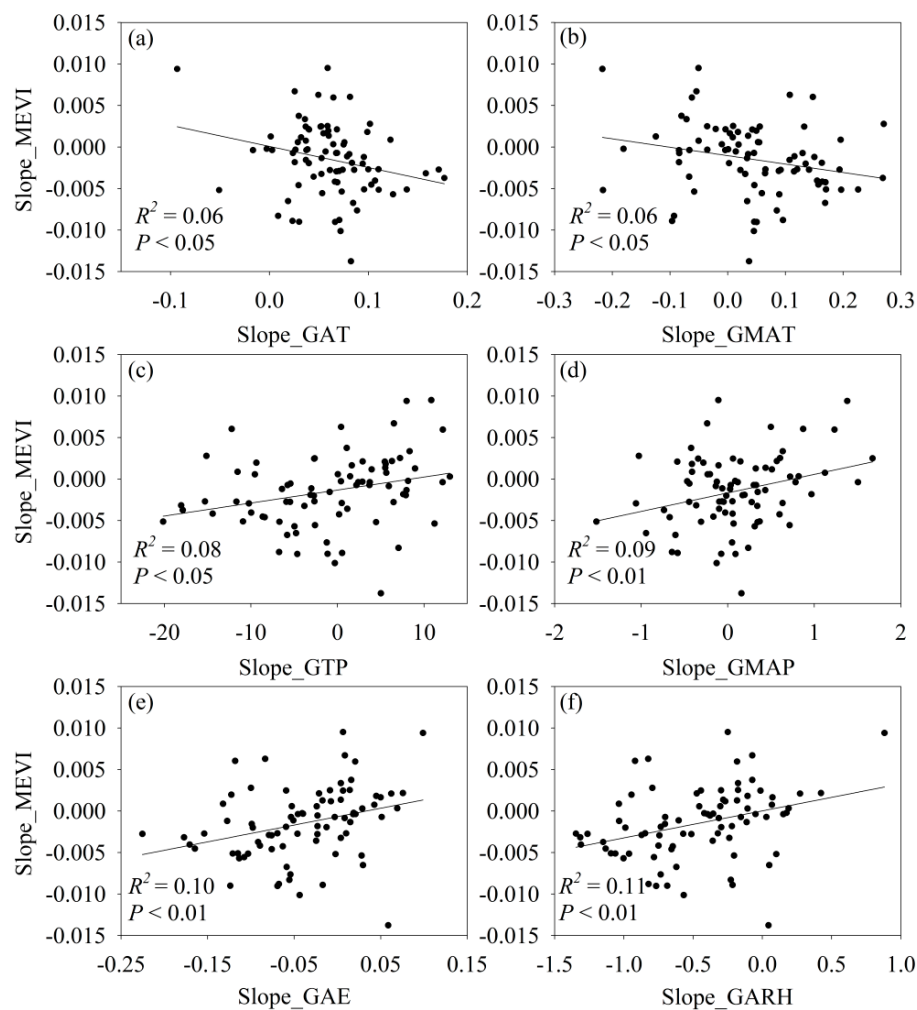 0.015 (a) 0.015 (b)
0.010 0.010
0.005 0.005
0.000 0.000
-0.005 -0.005
-0.010 -0.010
-0.015 -0.015
Slope_MEVI Slope_MEVI
R² = 0.06 R² = 0.06
P < 0.05 P < 0.05
-0.1 0.0 0.1 0.2 -0.3 -0.2 -0.1 0.0 0.1 0.2 0.3
Slope_GAT Slope_GMAT
0.015 (c) 0.015 (d)
0.010 0.010
0.005 0.005
0.000 0.000
-0.005 -0.005
-0.010 -0.010
-0.015 -0.015
Slope_MEVI Slope_MEVI
R² = 0.08 R² = 0.09
P < 0.05 P < 0.01
-20 -10 0 10 -2 -1 0 1 2
Slope_GTP Slope_GMAP
0.015 (e) 0.015 (f)
0.010 0.010
0.005 0.005
0.000 0.000
-0.005 -0.005
-0.010 -0.010
-0.015 -0.015
Slope_MEVI Slope_MEVI
R² = 0.10 R² = 0.11
P < 0.01 P < 0.01
-0.25 -0.15 -0.05 0.05 0.15 -1.5 -1.0 -0.5 0.0 0.5 1.0
Slope_GAE Slope_GARH